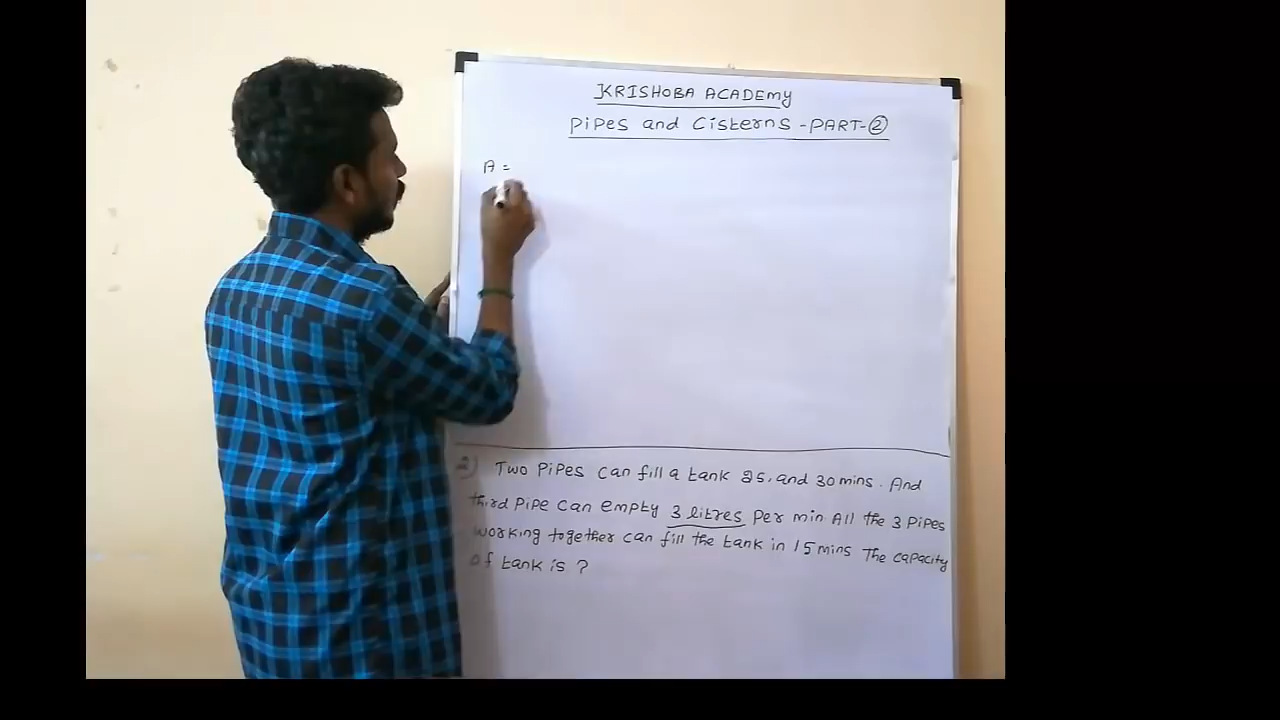 KRISHOBA ACADEMY
Pipes and Cisterns - PART - ②
A =
2) Two Pipes can fill a tank 25, and 30 mins. And
third Pipe can empty 3 litres Per min All the 3 Pipes
working together can fill the tank in 15 mins The capacity
of tank is ?